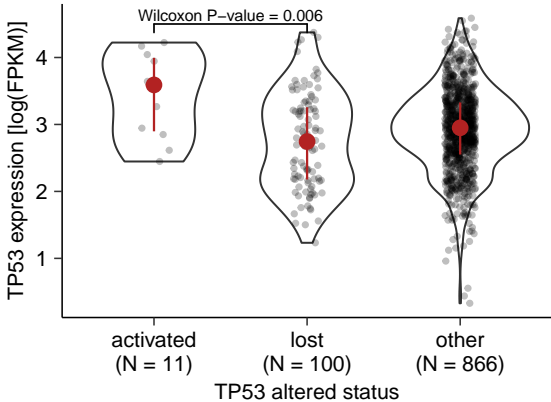 Wilcoxon P−value = 0.006
TP53 expression [log(FPKM)]
4
3
2
1
activated
(N = 11)
lost
(N = 100)
other
(N = 866)
TP53 altered status